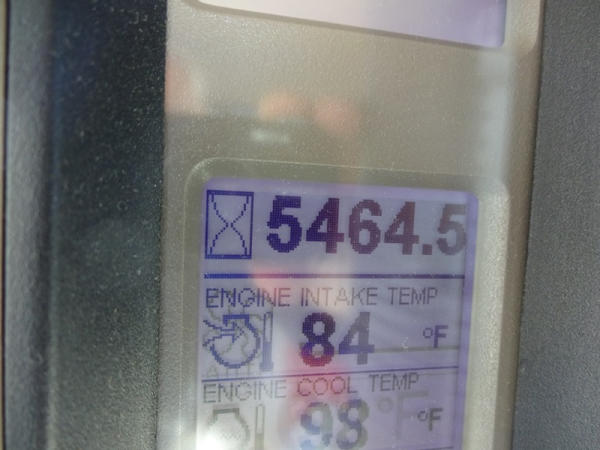 5464.5
ENGINE INTAKE TEMP
84 °F
ENGINE COOL TEMP
98 °F